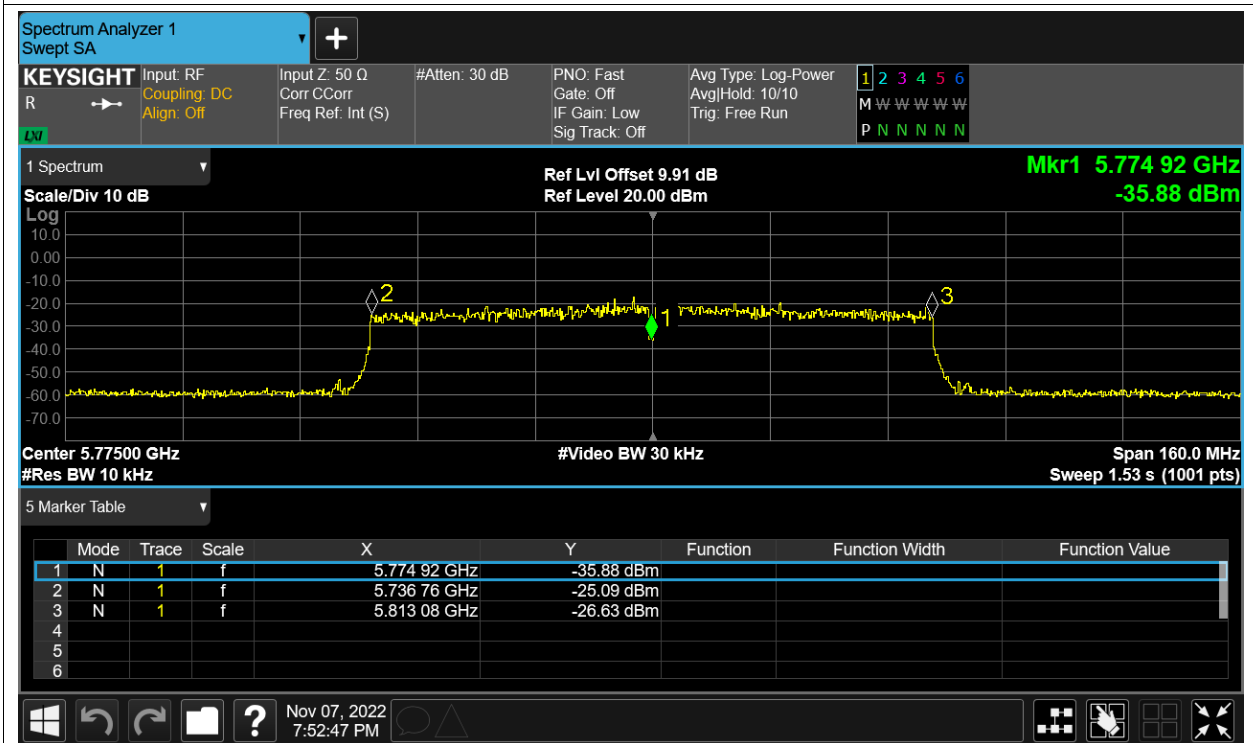 Spectrum Analyzer 1
Swept SA
+
KEYSIGHT Input: RF Input Z: 50 Ω #Atten: 30 dB PNO: Fast Avg Type: Log-Power 1 2 3 4 5 6
R Coupling: DC Corr CCorr Gate: Off Avg|Hold: 10/10 M W W W W W
Align: Off Freq Ref: Int (S) IF Gain: Low Trig: Free Run
LXI Sig Track: Off P N N N N N
1 Spectrum Ref Lvl Offset 9.91 dB Mkr1 5.774 92 GHz
Scale/Div 10 dB Ref Level 20.00 dBm -35.88 dBm
Log
10.0
0.00
-10.0
-20.0
-30.0
-40.0
-50.0
-60.0
-70.0
2
1
3
Center 5.77500 GHz #Video BW 30 kHz Span 160.0 MHz
#Res BW 10 kHz Sweep 1.53 s (1001 pts)
5 Marker Table
Mode Trace Scale X Y Function Function Width Function Value
1 N 1 f 5.774 92 GHz -35.88 dBm
2 N 1 f 5.736 76 GHz -25.09 dBm
3 N 1 f 5.813 08 GHz -26.63 dBm
4
5
6
? Nov 07, 2022
7:52:47 PM